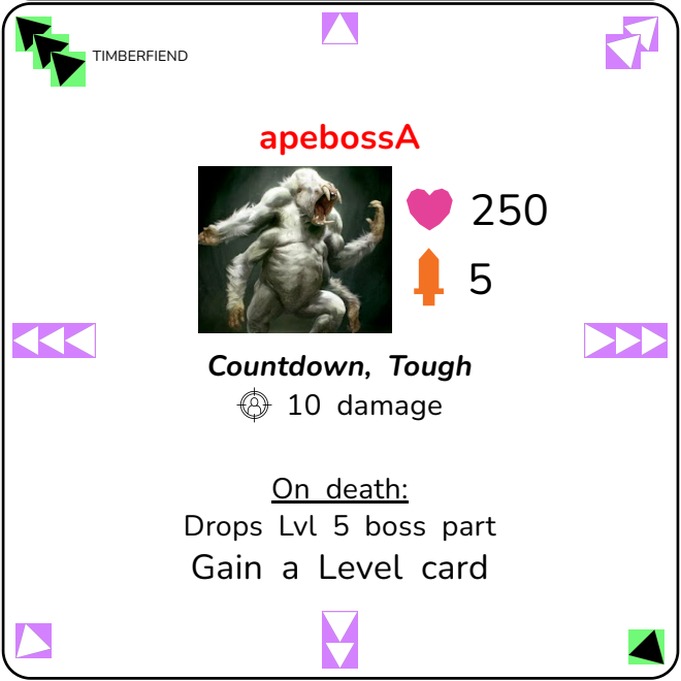 TIMBERFIEND
apebossA
250
5
Countdown, Tough
10 damage
On death:
Drops Lvl 5 boss part
Gain a Level card